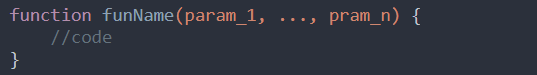 function funName(param_1, ..., pram_n) {
//code
}